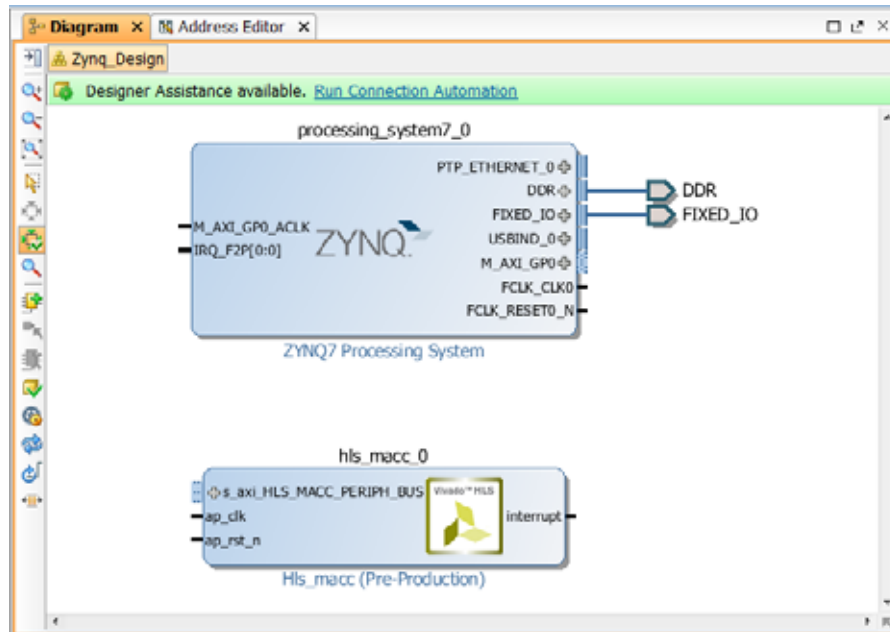 Diagram
Address Editor
Zynq_Design
Designer Assistance available. Run Connection Automation
processing_system7_0
PTP_ETHERNET_0
DDR
FIXED_IO
USBIND_0
M_AXI_GP0
FCLK_CLK0
FCLK_RESET0_N
M_AXI_GP0_ACLK
IRQ_F2P[0:0]
ZYNQ
DDR
FIXED_IO
ZYNQ7 Processing System
hls_macc_0
s_axi_HLS_MACC_PERIPH_BUS
ap_clk
ap_rst_n
Vivado™ HLS
interrupt
Hls_macc (Pre-Production)